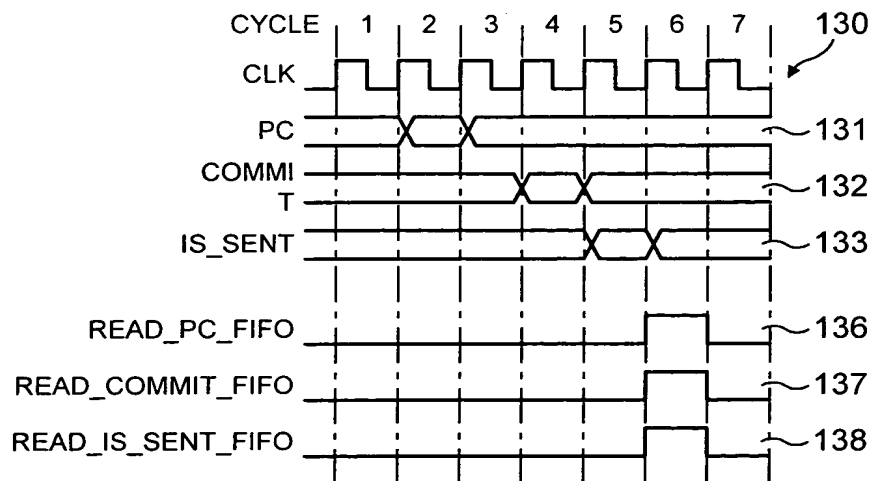 CYCLE 1 2 3 4 5 6 7 130
CLK
PC 131
COMMI
T 132
IS_SENT 133
READ_PC_FIFO 136
READ_COMMIT_FIFO 137
READ_IS_SENT_FIFO 138